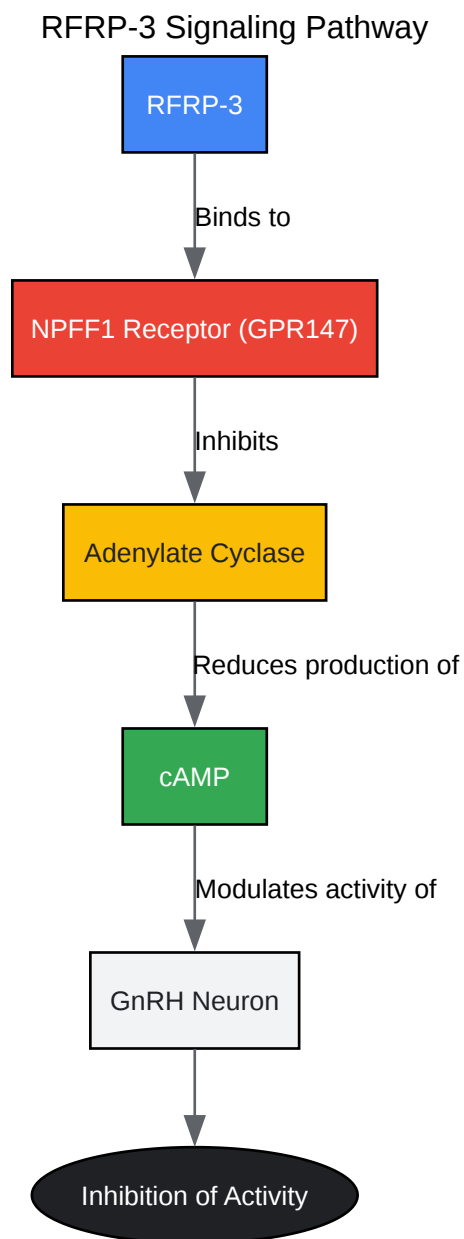 RFRP-3 Signaling Pathway
RFRP-3
Binds to
NPFF1 Receptor (GPR147)
Inhibits
Adenylate Cyclase
Reduces production of
cAMP
Modulates activity of
GnRH Neuron
Inhibition of Activity